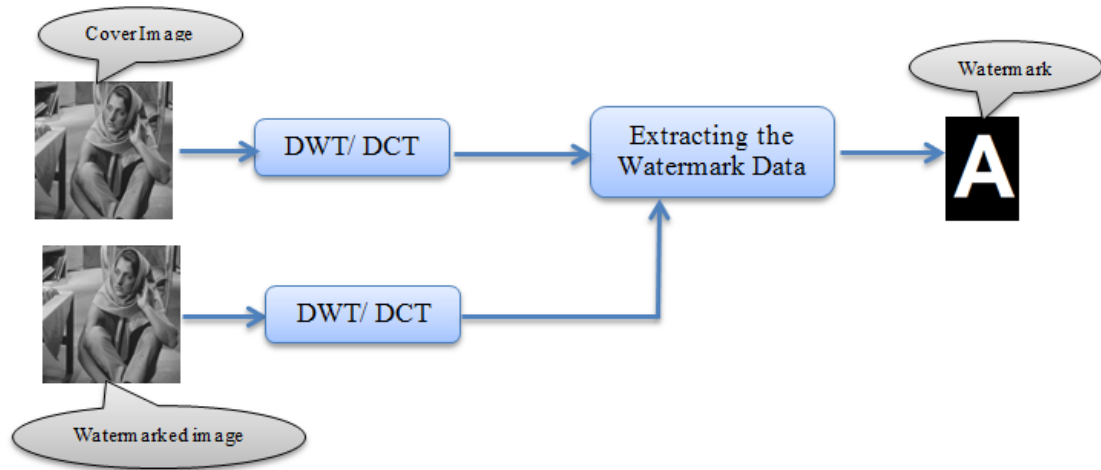 Cover Image
Watermark
DWT/ DCT
Extracting the
Watermark Data
A
DWT/ DCT
Watermarked image